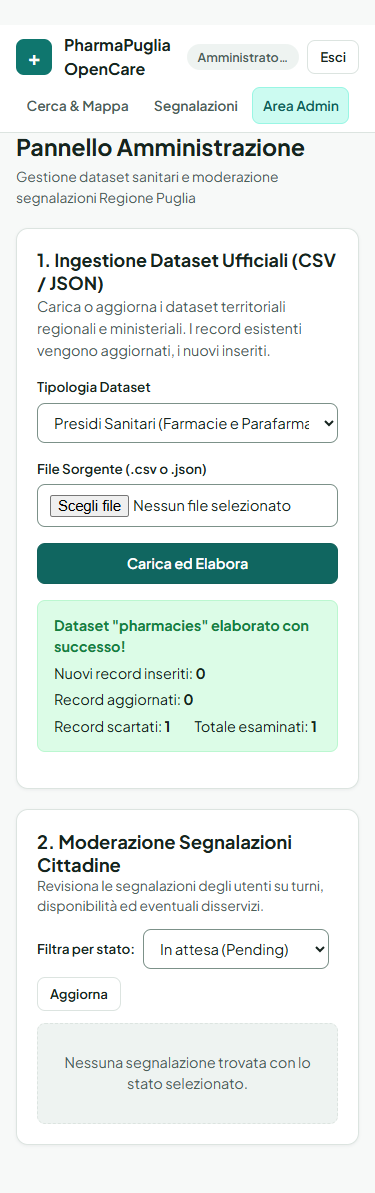 +
PharmaPuglia
OpenCare
Amministrato…
Esci
Cerca & Mappa
Segnalazioni
Area Admin
Pannello Amministrazione
Gestione dataset sanitari e moderazione
segnalazioni Regione Puglia
1. Ingestione Dataset Ufficiali (CSV
/ JSON)
Carica o aggiorna i dataset territoriali
regionali e ministeriali. I record esistenti
vengono aggiornati, i nuovi inseriti.
Tipologia Dataset
Presidi Sanitari (Farmacie e Parafarma
File Sorgente (.csv o .json)
Scegli file Nessun file selezionato
Carica ed Elabora
Dataset "pharmacies" elaborato con
successo!
Nuovi record inseriti: 0
Record aggiornati: 0
Record scartati: 1 Totale esaminati: 1
2. Moderazione Segnalazioni
Cittadine
Revisiona le segnalazioni degli utenti su turni,
disponibilità ed eventuali disservizi.
Filtra per stato: In attesa (Pending)
Aggiorna
Nessuna segnalazione trovata con lo
stato selezionato.